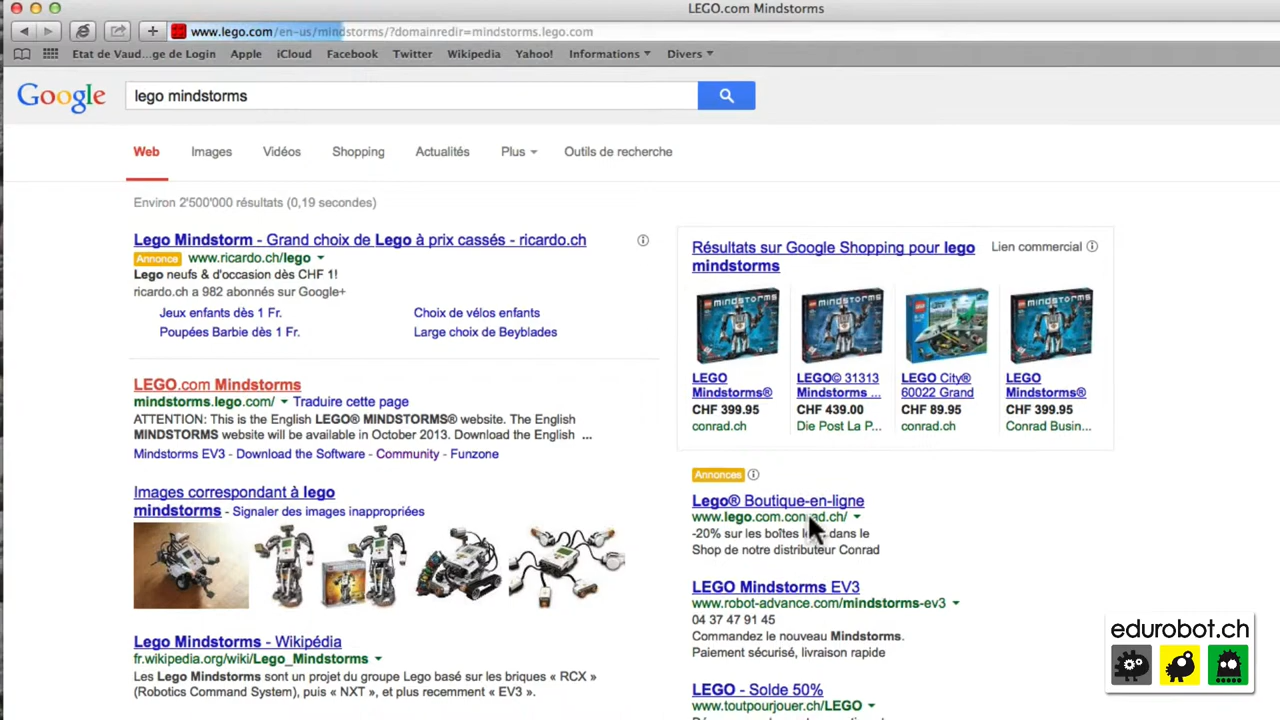 LEGO.com Mindstorms
www.lego.com/en-us/mindstorms/?domainredir=mindstorms.lego.com
Etat de Vaud...ge de Login Apple iCloud Facebook Twitter Wikipedia Yahoo! Informations Divers
Google lego mindstorms
Web Images Vidéos Shopping Actualités Plus Outils de recherche
Environ 2'500'000 résultats (0,19 secondes)
Lego Mindstorm - Grand choix de Lego à prix cassés - ricardo.ch
Annonce www.ricardo.ch/lego
Lego neufs & d'occasion dès CHF 1!
ricardo.ch a 982 abonnés sur Google+
Jeux enfants dès 1 Fr. Choix de vélos enfants
Poupées Barbie dès 1 Fr. Large choix de Beyblades
LEGO.com Mindstorms
mindstorms.lego.com/ Traduire cette page
ATTENTION: This is the English LEGO® MINDSTORMS® website. The English
MINDSTORMS website will be available in October 2013. Download the English ...
Mindstorms EV3 - Download the Software - Community - Funzone
Images correspondant à lego
mindstorms - Signaler des images inappropriées
Lego Mindstorms - Wikipédia
fr.wikipedia.org/wiki/Lego_Mindstorms
Les Lego Mindstorms sont un projet du groupe Lego basé sur les briques « RCX »
(Robotics Command System), puis « NXT », et plus recemment « EV3 ».
Résultats sur Google Shopping pour lego
mindstorms
Lien commercial
MINDSTORMS MINDSTORMS MINDSTORMS
LEGO LEGO© 31313 LEGO City® LEGO
Mindstorms® Mindstorms ... 60022 Grand Mindstorms®
CHF 399.95 CHF 439.00 CHF 89.95 CHF 399.95
conrad.ch Die Post La P... conrad.ch Conrad Busin...
Annonces
Lego® Boutique-en-ligne
www.lego.com.conrad.ch/
-20% sur les boîtes dans le
Shop de notre distributeur Conrad
LEGO Mindstorms EV3
www.robot-advance.com/mindstorms-ev3
04 37 47 91 45
Commandez le nouveau Mindstorms.
Paiement sécurisé, livraison rapide
LEGO - Solde 50%
www.toutpourjouer.ch/LEGO
edurobot.ch